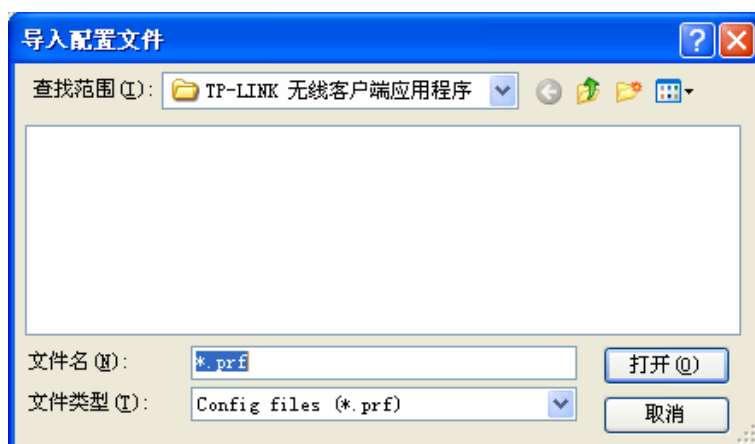 导入配置文件
查找范围(I): TP-LINK 无线客户端应用程序
文件名(N): *.prf 打开(O)
文件类型(T): Config files (*.prf) 取消